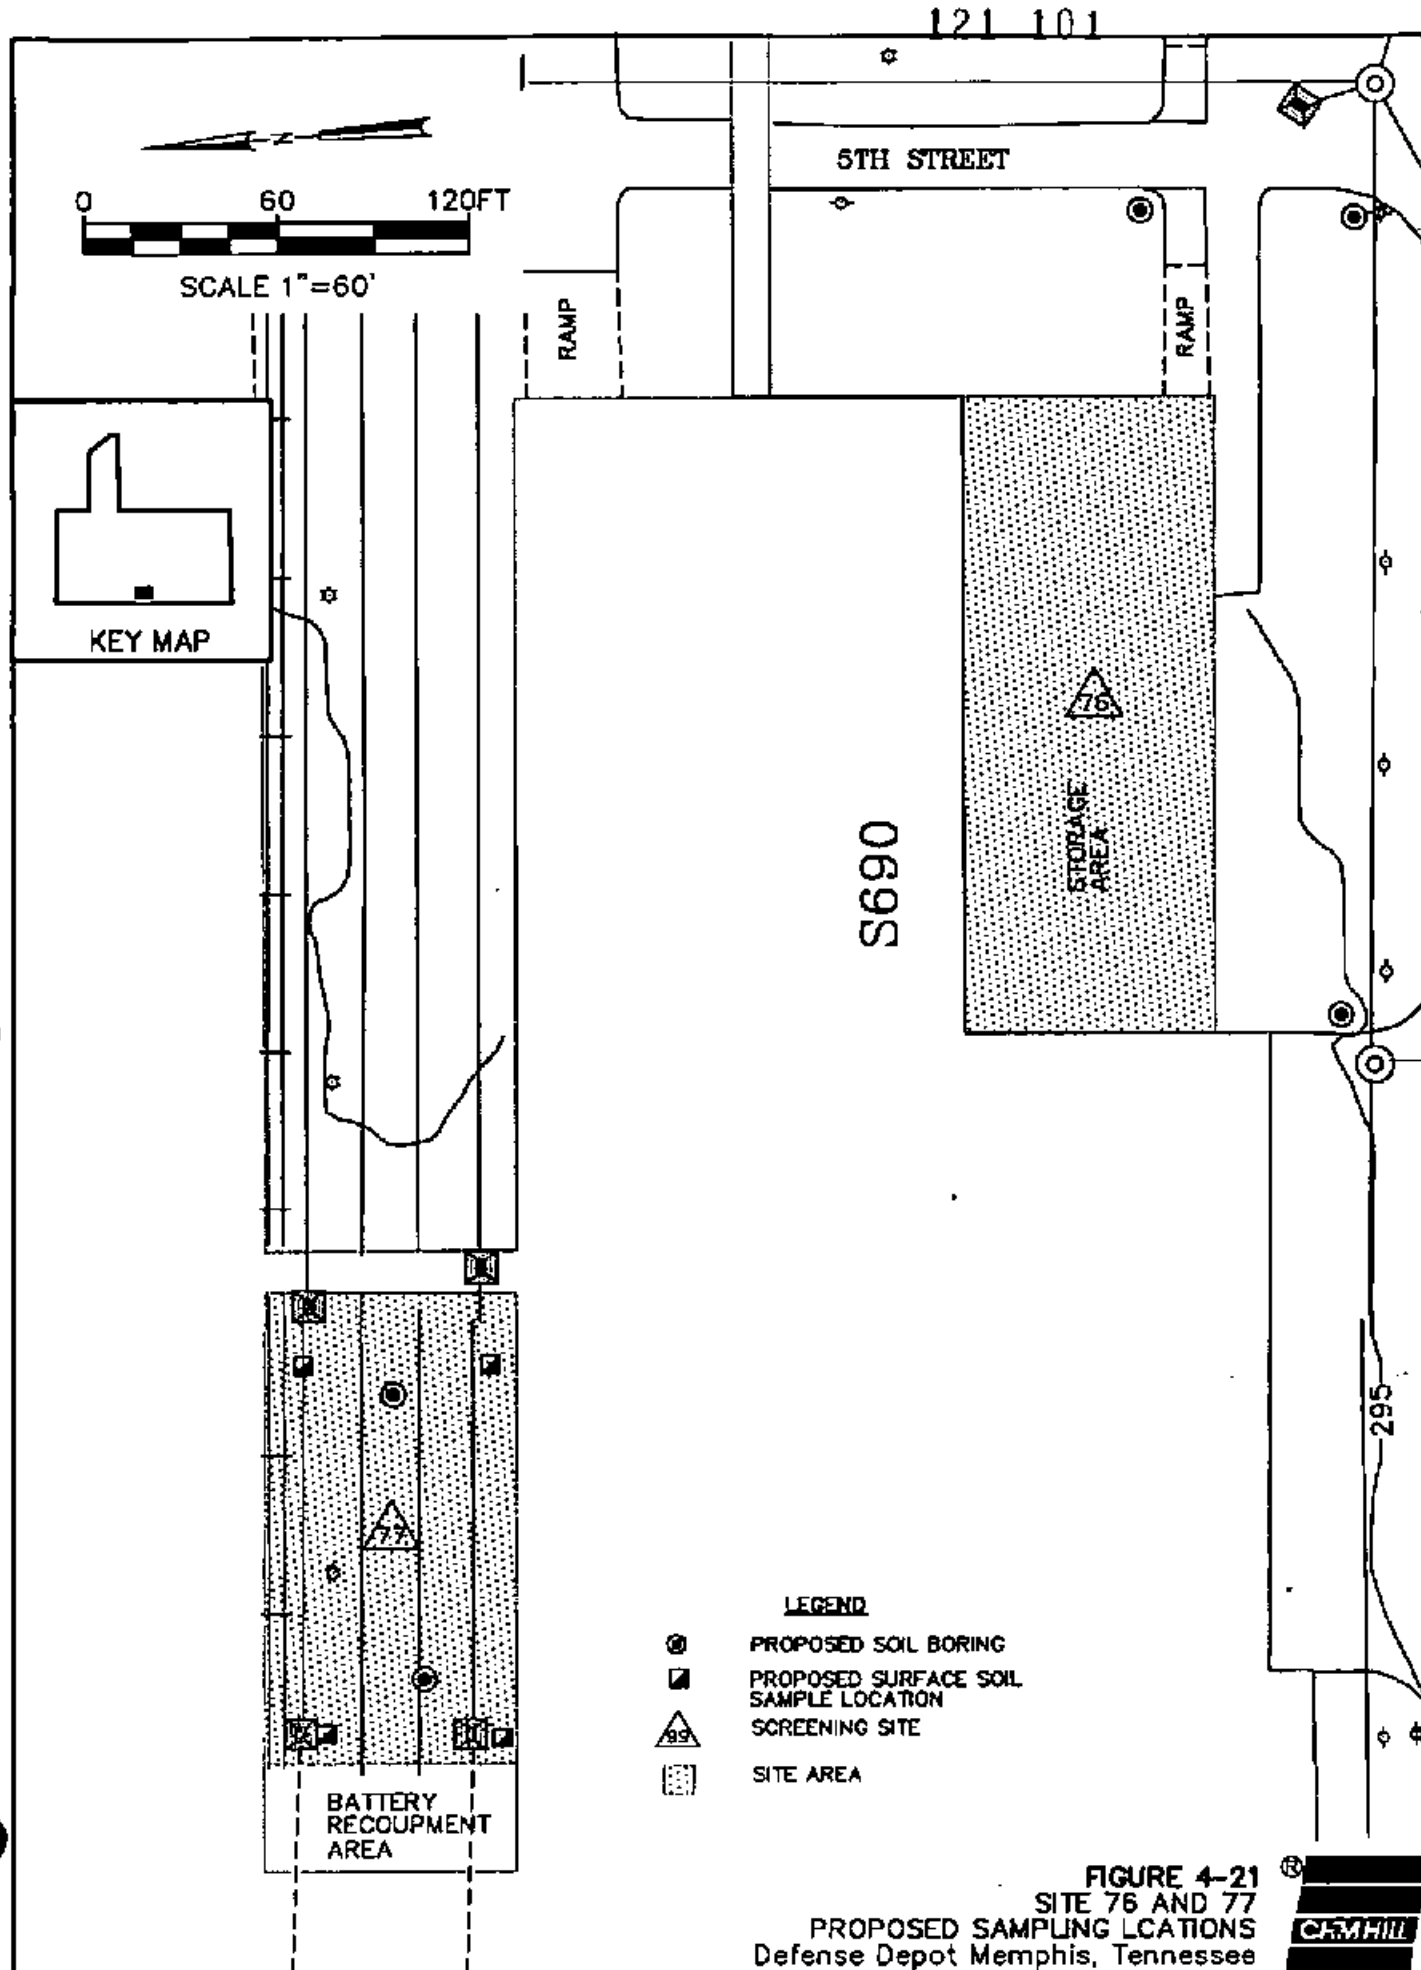 121 101
N
5TH STREET
0 60 120FT
SCALE 1"=60'
RAMP
RAMP
KEY MAP
76
STORAGE
AREA
S690
295
77
LEGEND
PROPOSED SOIL BORING
PROPOSED SURFACE SOIL
SAMPLE LOCATION
99
SCREENING SITE
SITE AREA
BATTERY
RECOUPMENT
AREA
FIGURE 4-21
SITE 76 AND 77
PROPOSED SAMPLING LCATIONS
Defense Depot Memphis, Tennessee
®
CH2MHILL